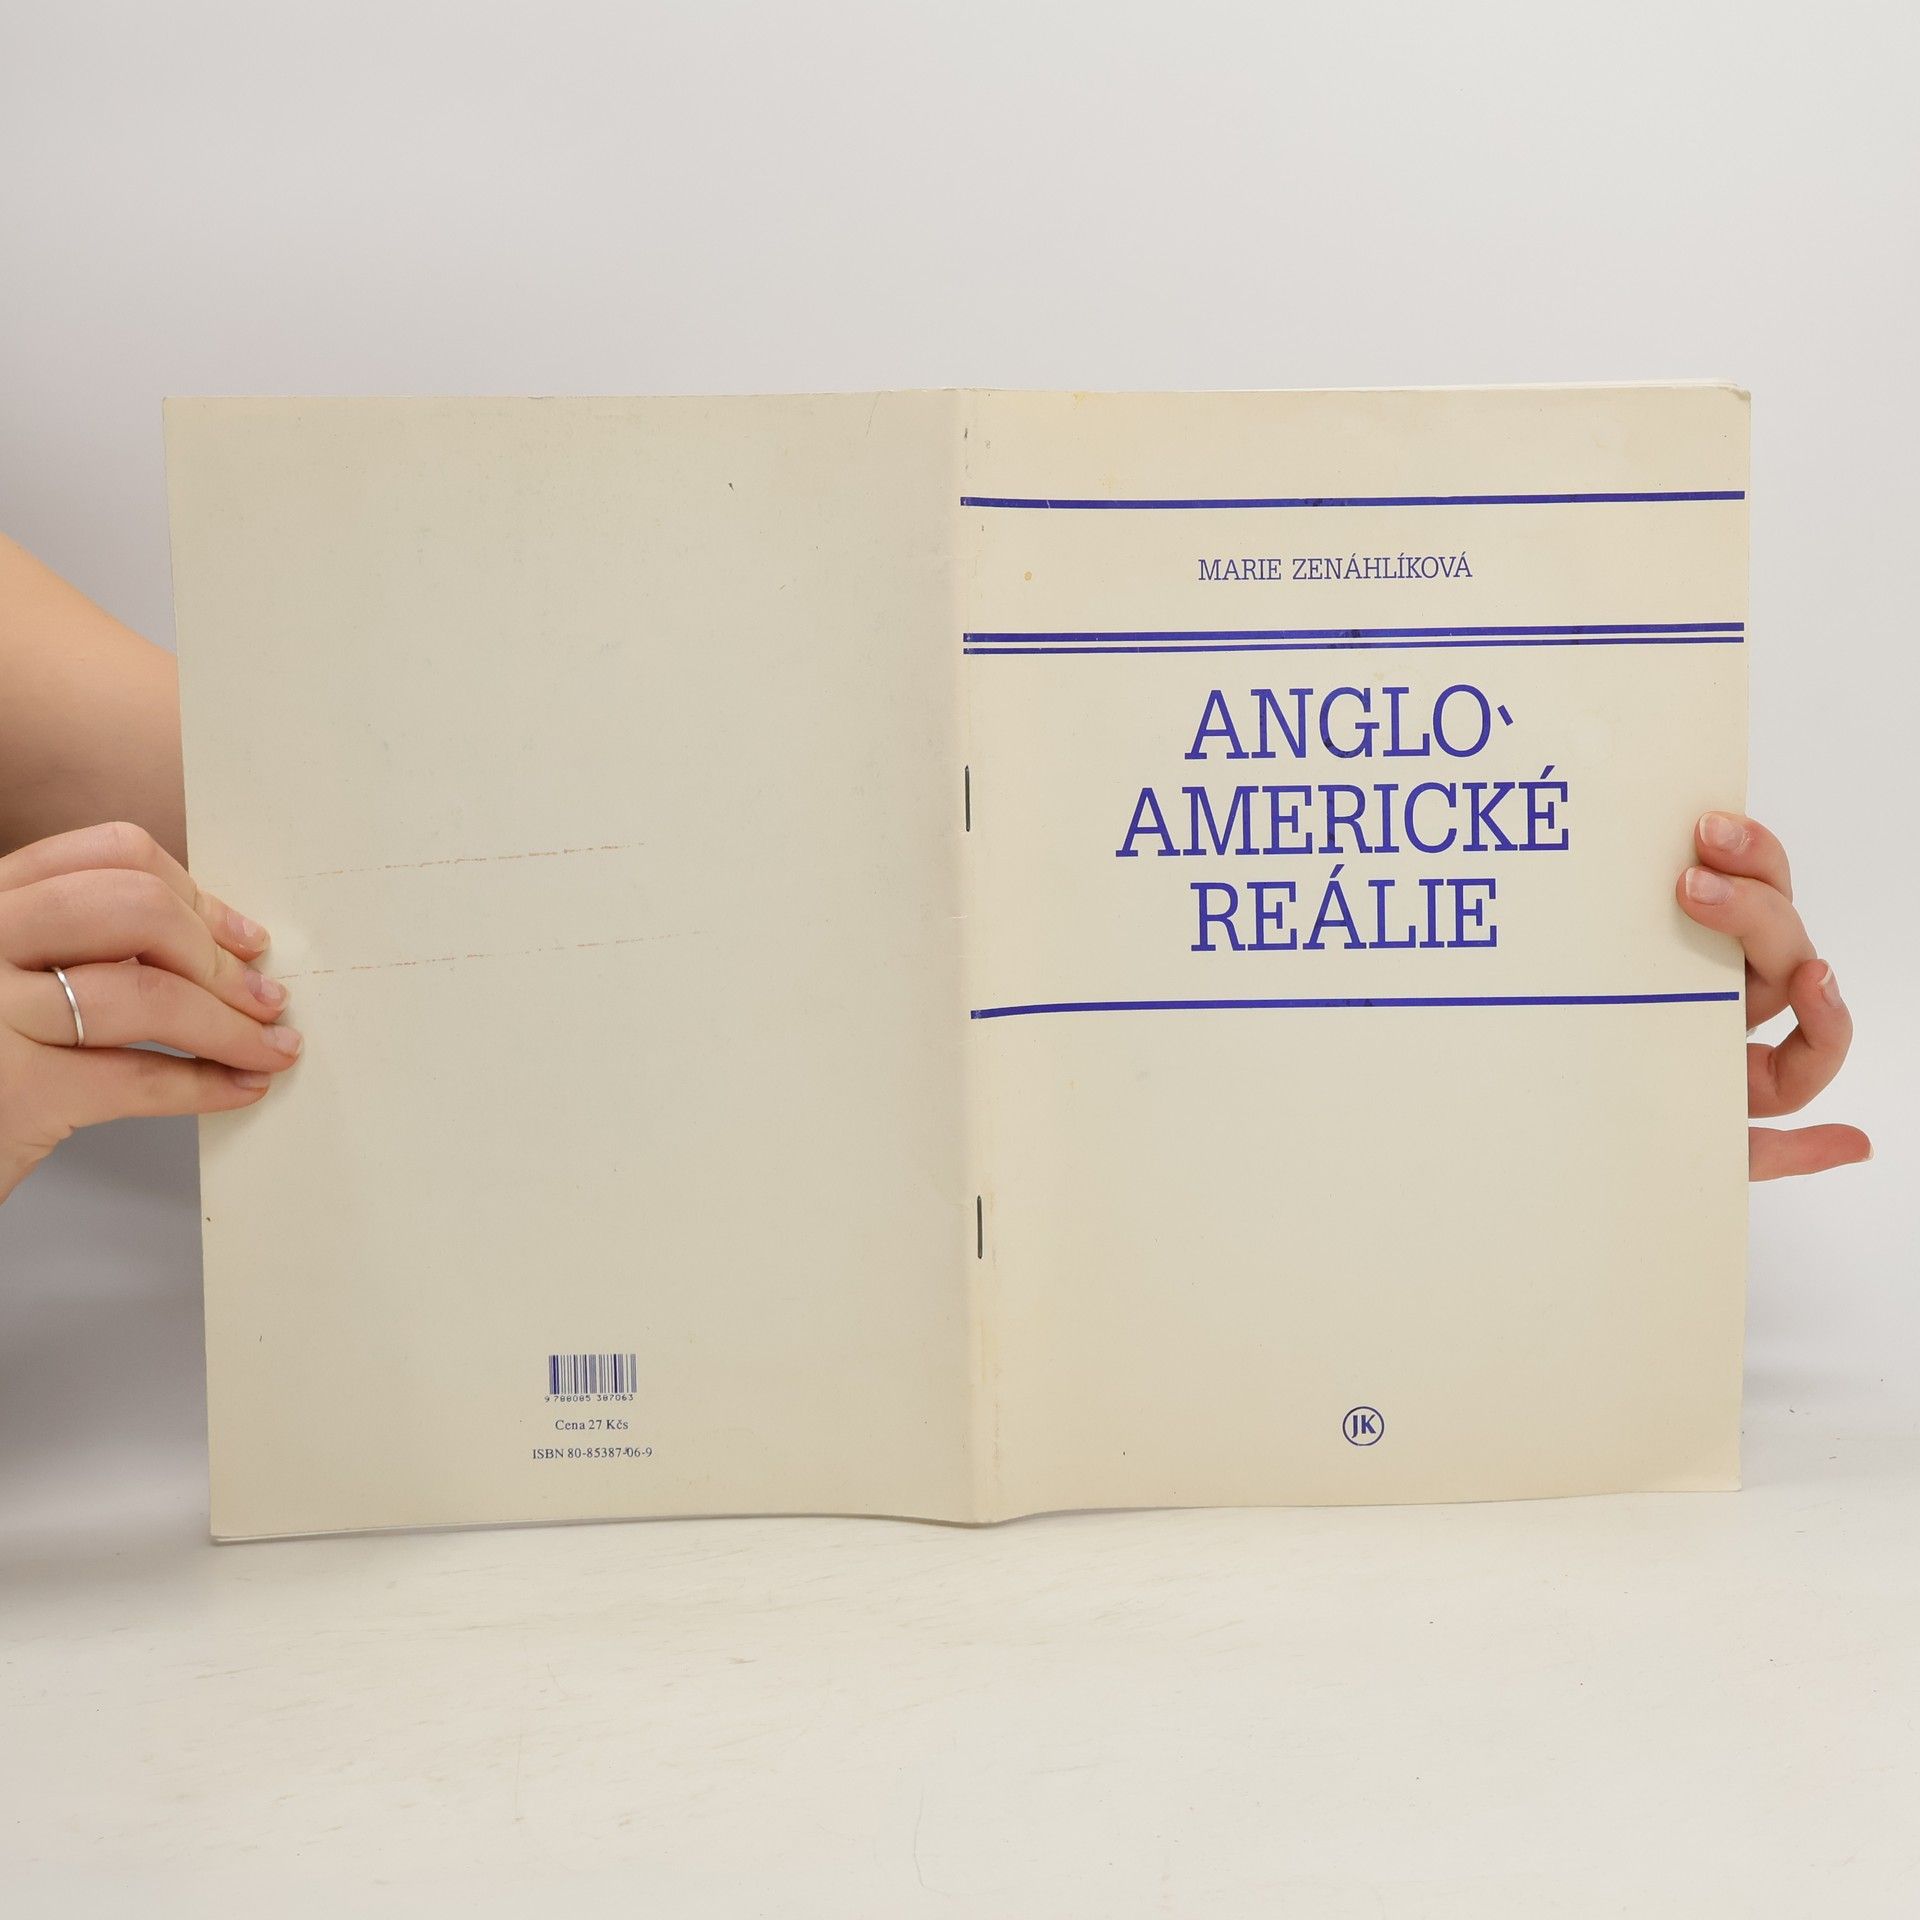 MARIE ZENÁHLÍKOVÁ
ANGLO-
AMERICKÉ
REÁLIE
JK
9 788085 387063
Cena 27 Kčs
ISBN 80-85387-06-9